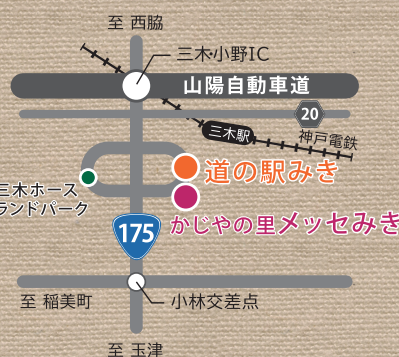 至 西脇
三木・小野IC
山陽自動車道
20
三木駅
神戸電鉄
道の駅みき
三木ホース
ランドパーク
かじやの里メッセみき
175
至 稲美町
小林交差点
至 玉津